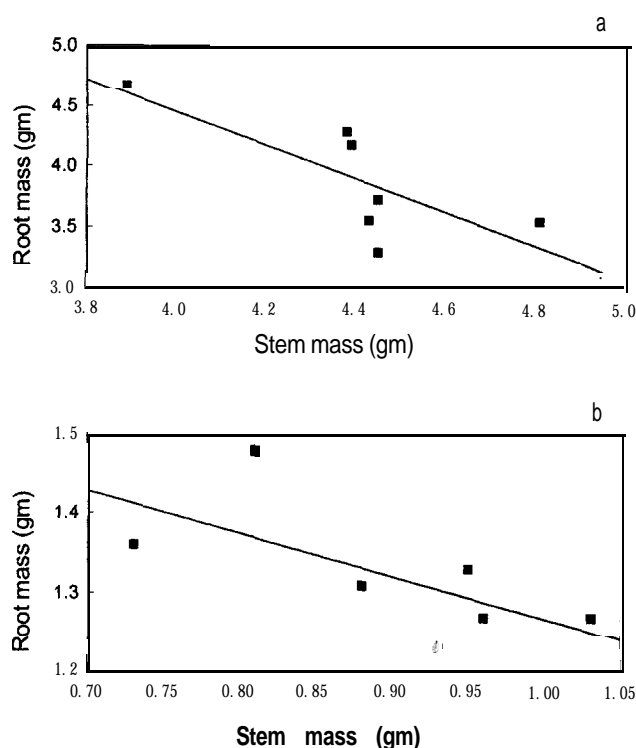 a
5.0
4.5
4.0
3.5
3.0
Root mass (gm)
3.8 4.0 4.2 4.4 4.6 4.8 5.0
Stem mass (gm)
b
1.5
1.4
1.3
1.2
Root mass (gm)
0.70 0.75 0.80 0.85 0.90 0.95 1.00 1.05
Stem mass (gm)